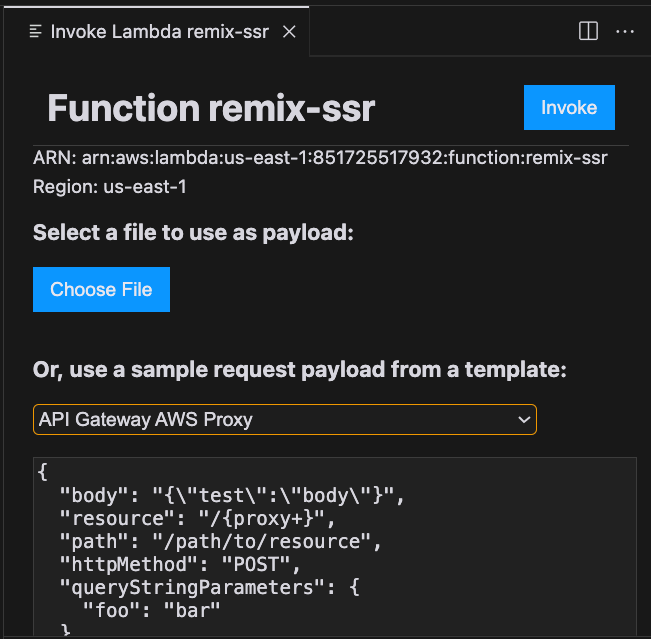 Invoke Lambda remix-ssr
Function remix-ssr
Invoke
ARN: arn:aws:lambda:us-east-1:851725517932:function:remix-ssr
Region: us-east-1
Select a file to use as payload:
Choose File
Or, use a sample request payload from a template:
API Gateway AWS Proxy
{
  "body": "{\"test\":\"body\"}",
  "resource": "/{proxy+}",
  "path": "/path/to/resource",
  "httpMethod": "POST",
  "queryStringParameters": {
    "foo": "bar"
  }